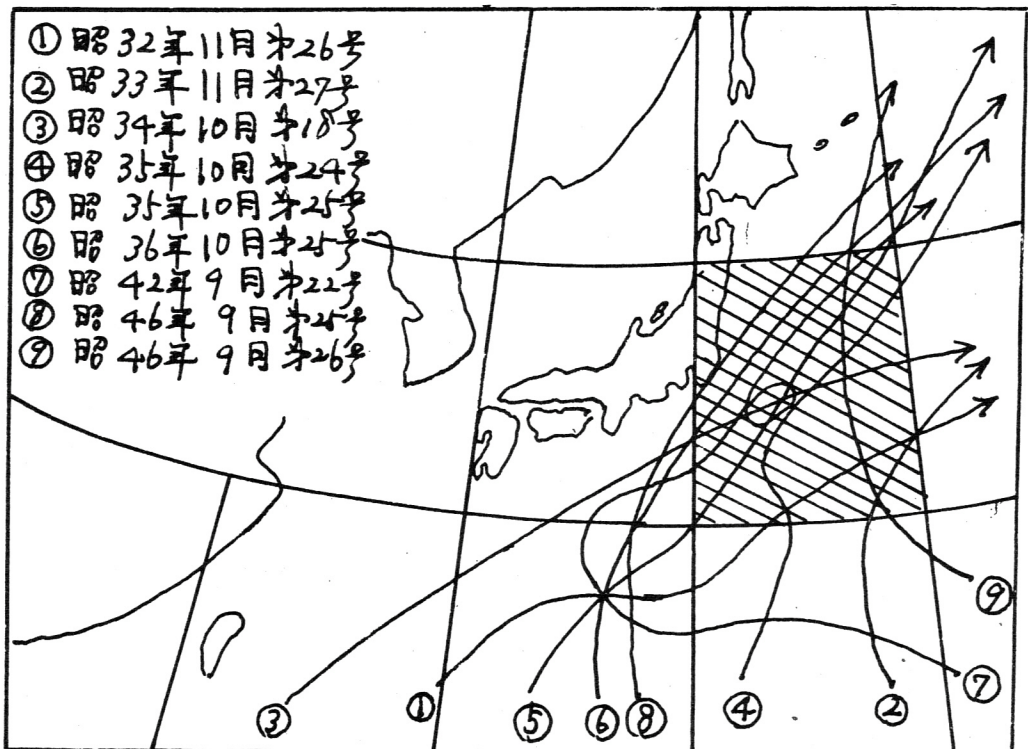 ① 昭32年11月第26号
② 昭33年11月第27号
③ 昭34年10月第18号
④ 昭35年10月第24号
⑤ 昭35年10月第25号
⑥ 昭36年10月第25号
⑦ 昭42年9月第22号
⑧ 昭46年9月第25号
⑨ 昭46年9月第26号
⑨
⑦
③ ① ⑤ ⑥ ⑧ ④ ②